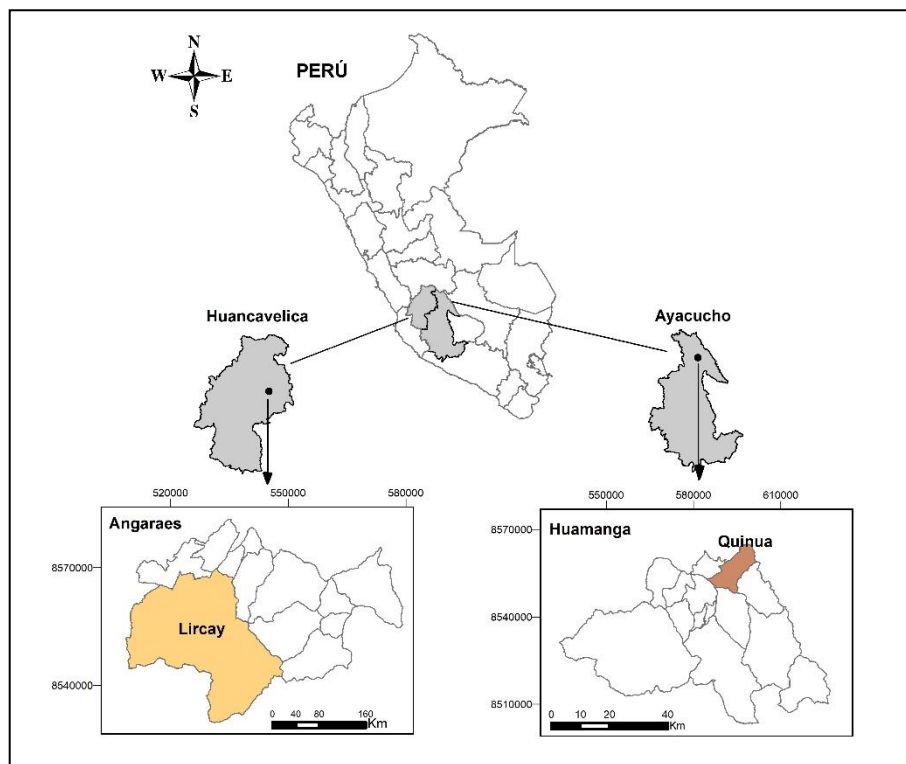 N
W E
S
PERÚ
Huancavelica
Ayacucho
520000 550000 580000
Angaraes
8570000
Lircay
8540000
0 40 80 160
Km
550000 580000 610000
8570000
Huamanga
Quinua
8540000
8510000
0 10 20 40
Km